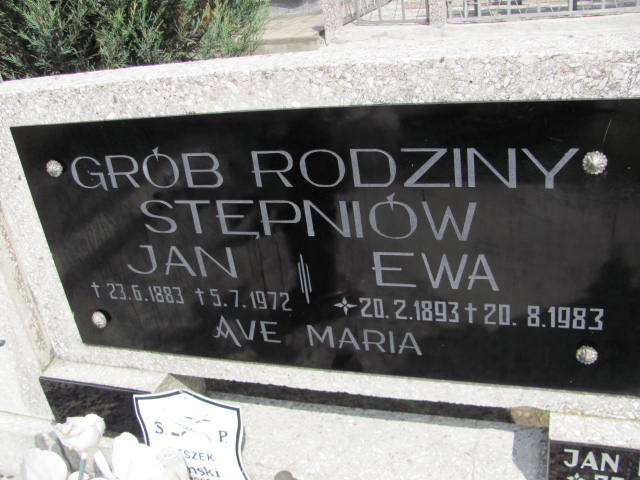 GRÓB RODZINY
STĘPNIÓW
JAN EWA
† 23.6.1883 † 5.7.1972 ✦ 20.2.1893 † 20.8.1983
AVE MARIA
Ś. P.
JAN